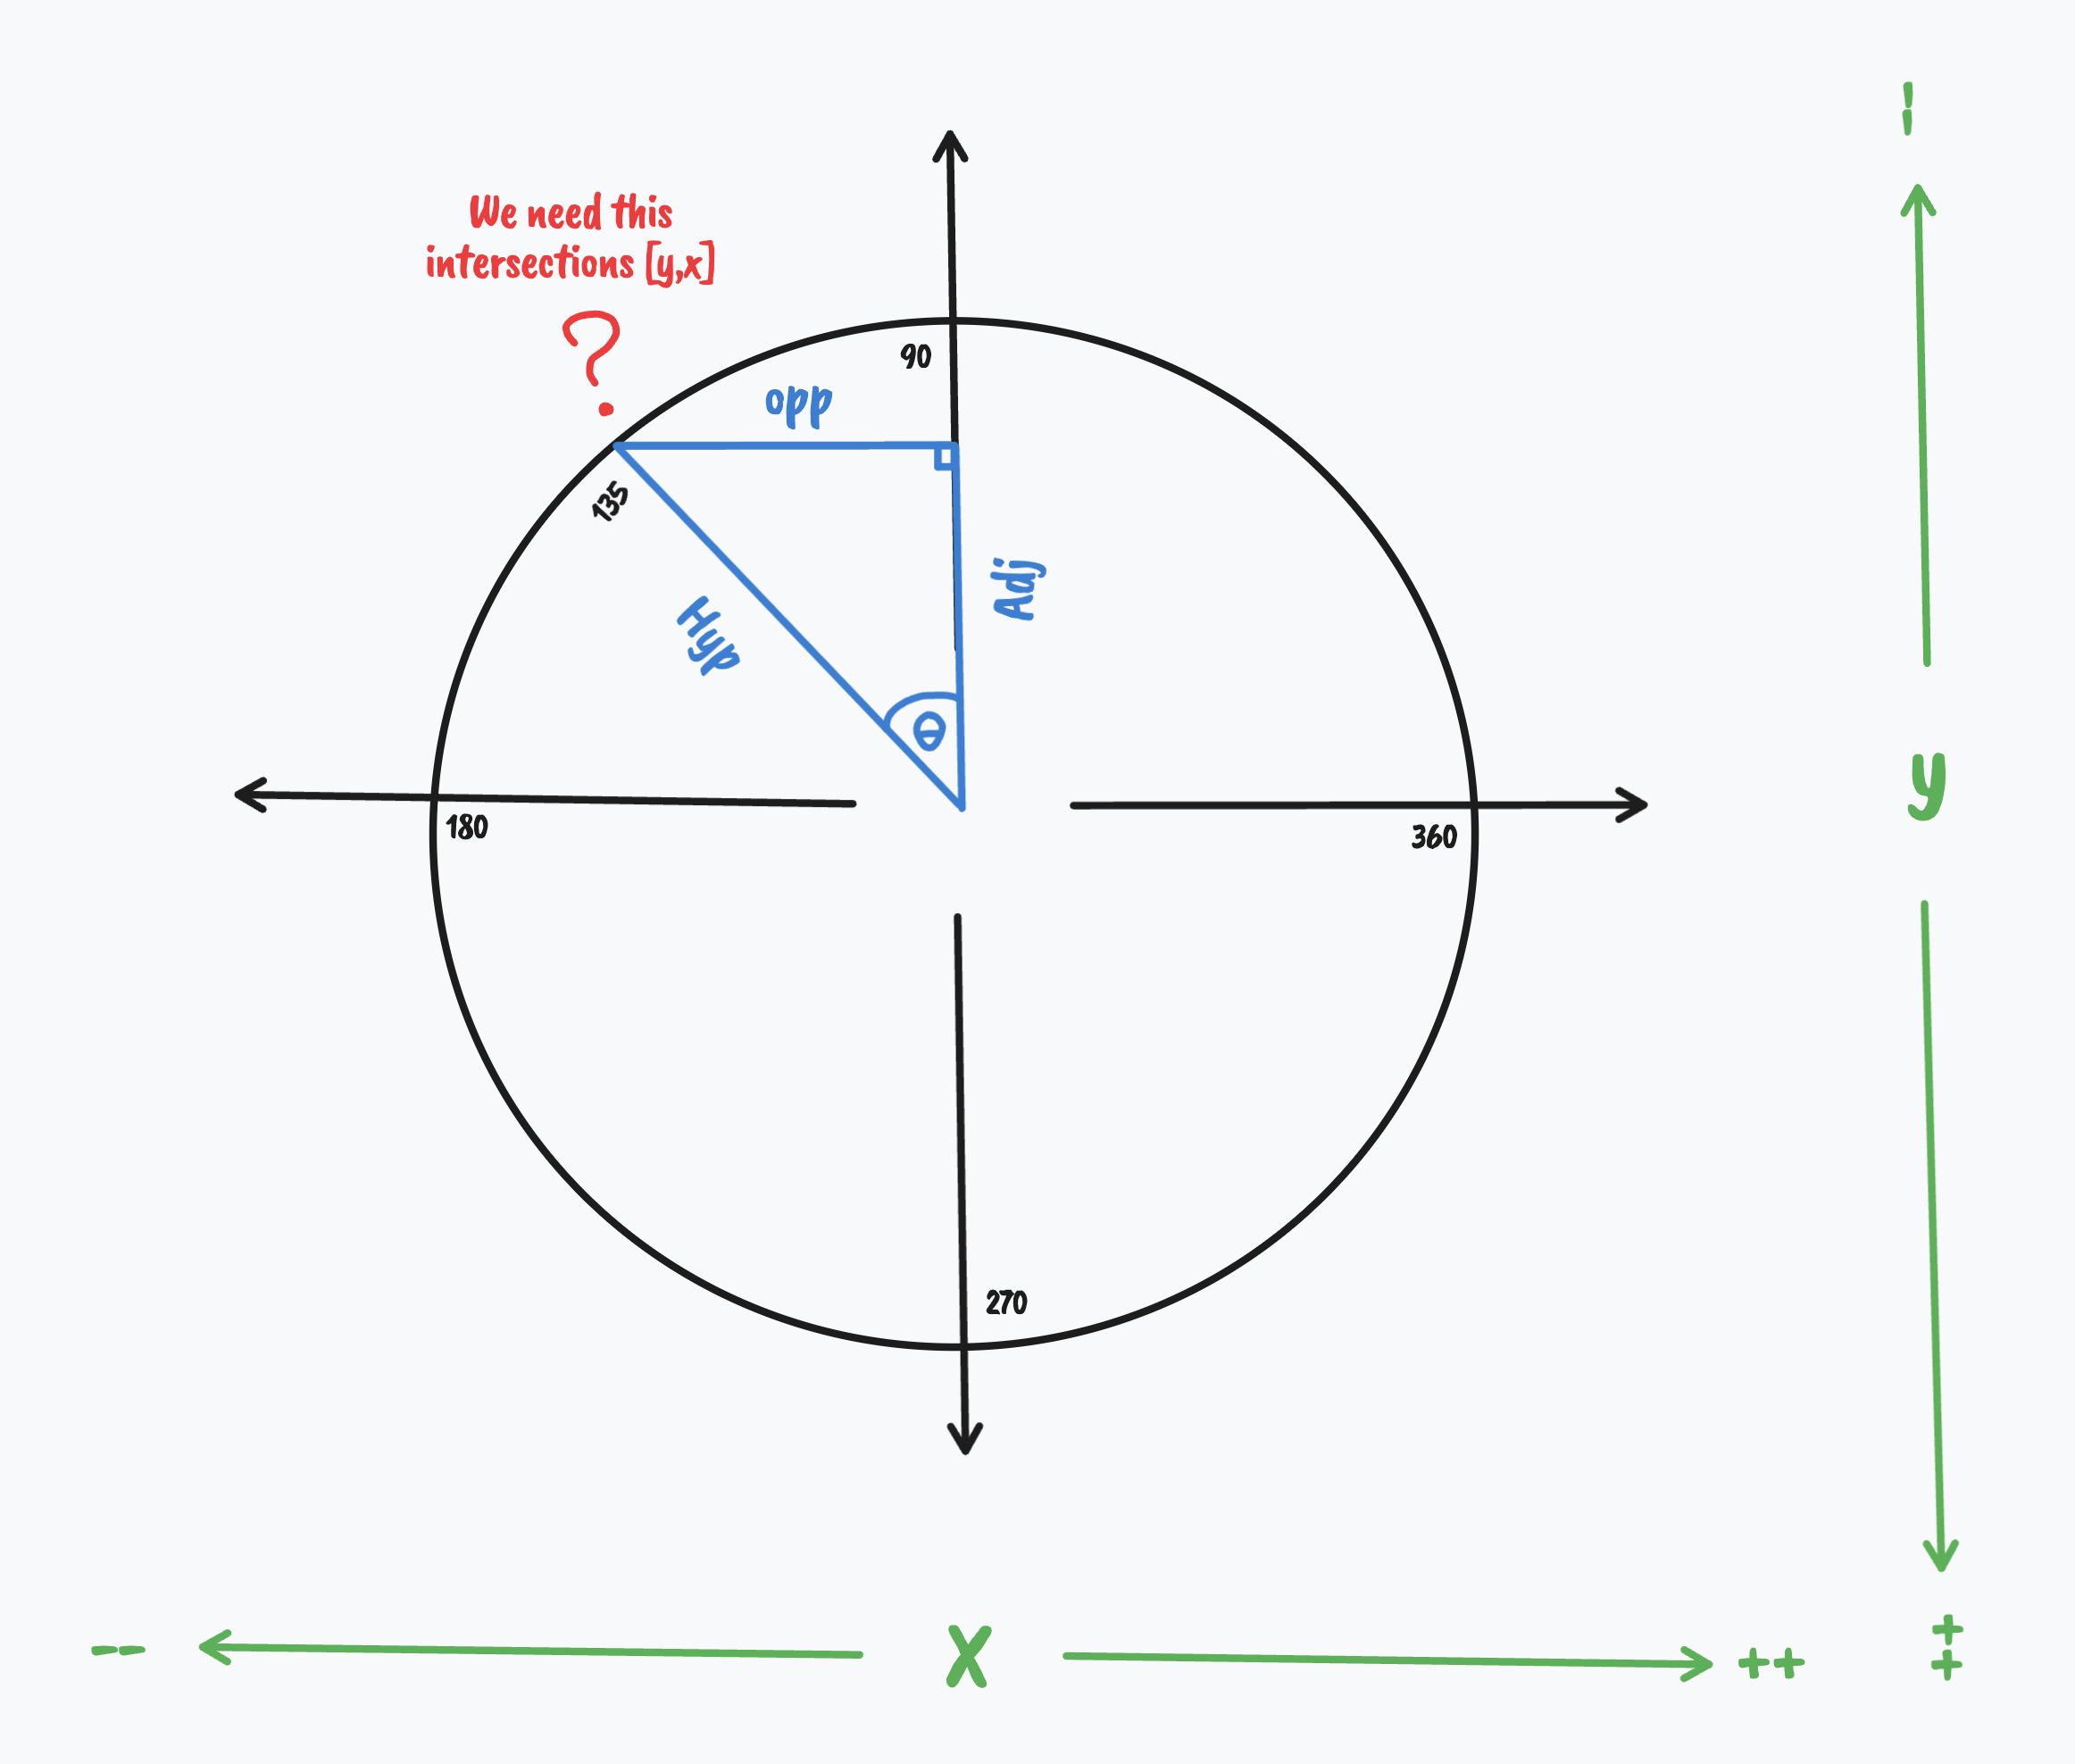 --
We need this
intersections [y,x]
?
90
opp
135
Adj
Hyp
θ
180
360
y
270
--
X
++
++